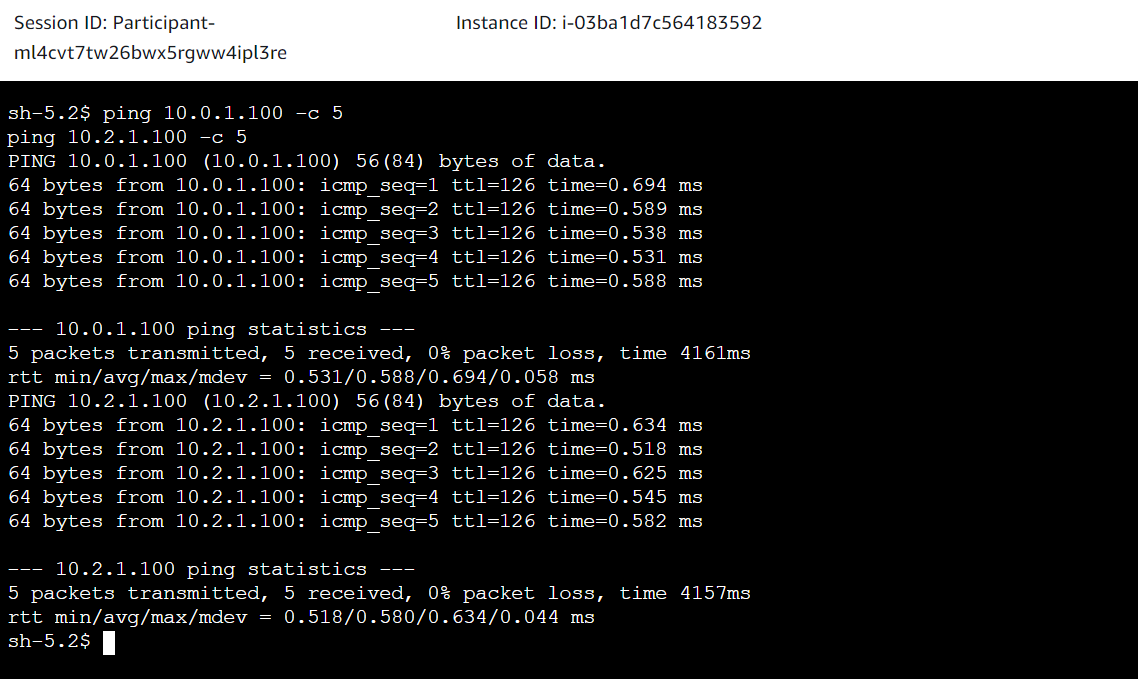 Session ID: Participant-
ml4cvt7tw26bwx5rgww4ipl3re
Instance ID: i-03ba1d7c564183592
sh-5.2$ ping 10.0.1.100 -c 5
ping 10.2.1.100 -c 5
PING 10.0.1.100 (10.0.1.100) 56(84) bytes of data.
64 bytes from 10.0.1.100: icmp_seq=1 ttl=126 time=0.694 ms
64 bytes from 10.0.1.100: icmp_seq=2 ttl=126 time=0.589 ms
64 bytes from 10.0.1.100: icmp_seq=3 ttl=126 time=0.538 ms
64 bytes from 10.0.1.100: icmp_seq=4 ttl=126 time=0.531 ms
64 bytes from 10.0.1.100: icmp_seq=5 ttl=126 time=0.588 ms
--- 10.0.1.100 ping statistics ---
5 packets transmitted, 5 received, 0% packet loss, time 4161ms
rtt min/avg/max/mdev = 0.531/0.588/0.694/0.058 ms
PING 10.2.1.100 (10.2.1.100) 56(84) bytes of data.
64 bytes from 10.2.1.100: icmp_seq=1 ttl=126 time=0.634 ms
64 bytes from 10.2.1.100: icmp_seq=2 ttl=126 time=0.518 ms
64 bytes from 10.2.1.100: icmp_seq=3 ttl=126 time=0.625 ms
64 bytes from 10.2.1.100: icmp_seq=4 ttl=126 time=0.545 ms
64 bytes from 10.2.1.100: icmp_seq=5 ttl=126 time=0.582 ms
--- 10.2.1.100 ping statistics ---
5 packets transmitted, 5 received, 0% packet loss, time 4157ms
rtt min/avg/max/mdev = 0.518/0.580/0.634/0.044 ms
sh-5.2$